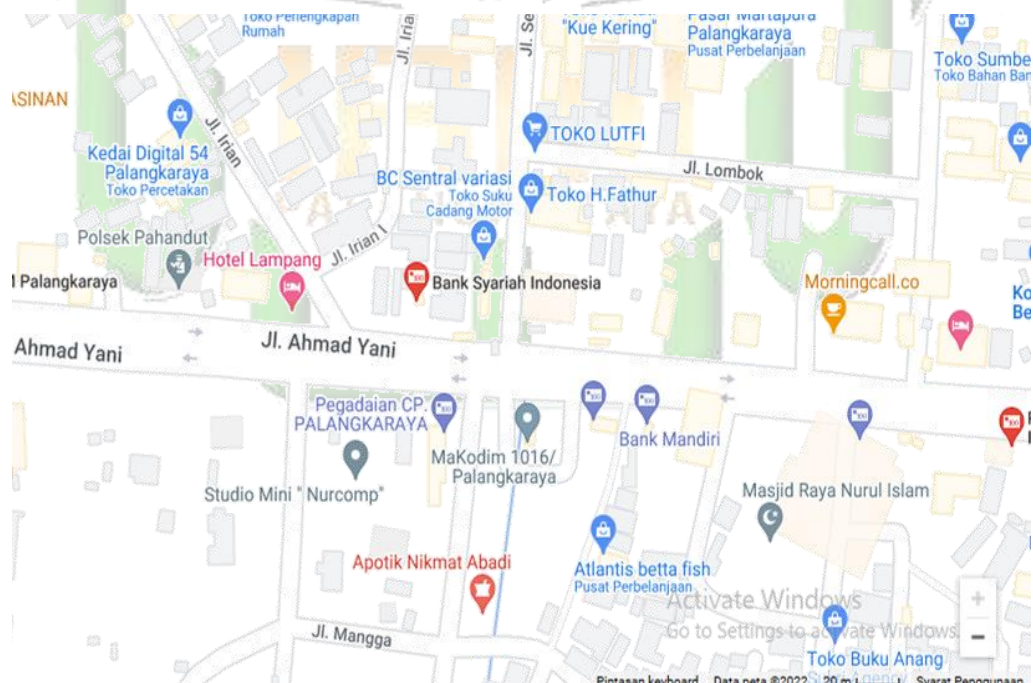 Toko Perlengkapan
Rumah
Jl. Iria
Jl. Se
"Kue Kering"
Pasar Martapura
Palangkaraya
Pusat Perbelanjaan
Toko Sumbe
Toko Bahan Ban
ASINAN
Jl. Irian
Kedai Digital 54
Palangkaraya
Toko Percetakan
TOKO LUTFI
Jl. Lombok
BC Sentral variasi
Toko Suku
Cadang Motor
Toko H.Fathur
Polsek Pahandut
Jl. Irian I
Hotel Lampang
Palangkaraya
Bank Syariah Indonesia
Morningcall.co
Ko
Be
Ahmad Yani
Jl. Ahmad Yani
Pegadaian CP.
PALANGKARAYA
Bank Mandiri
MaKodim 1016/
Palangkaraya
Studio Mini " Nurcomp"
Masjid Raya Nurul Islam
Apotik Nikmat Abadi
Atlantis betta fish
Pusat Perbelanjaan
Activate Windows
Go to Settings to activate Windows.
Jl. Mangga
Toko Buku Anang
Agency
Pintasan keyboard Data peta ©2022 20 m Syarat Penggunaan